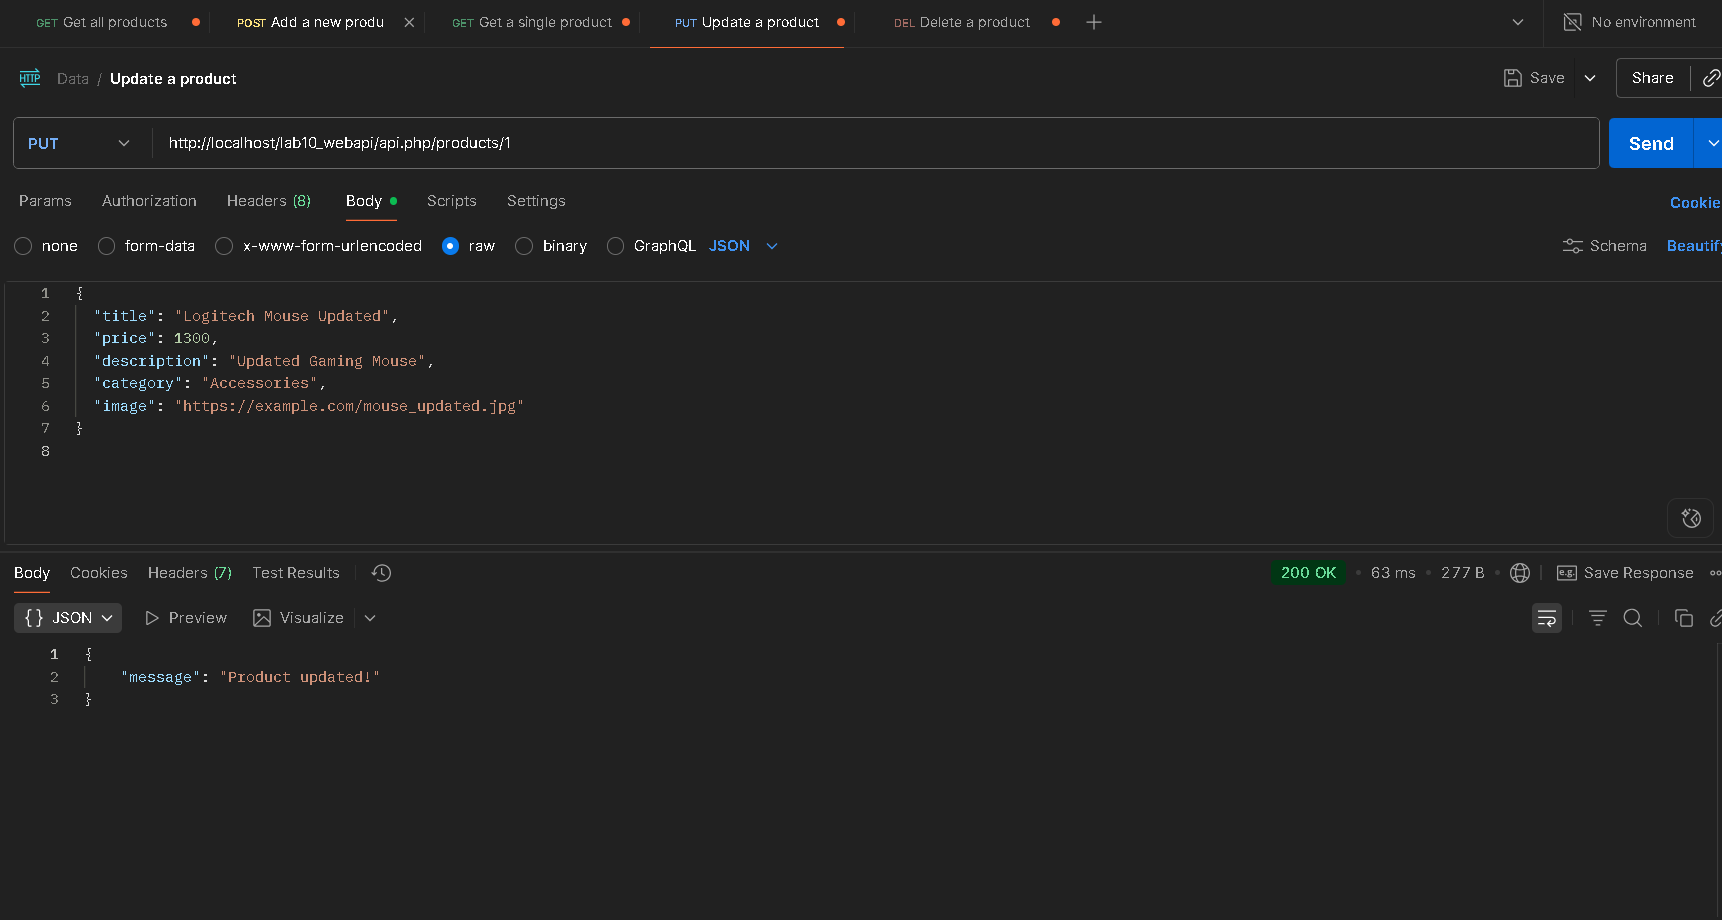 GET Get all products POST Add a new produ GET Get a single product PUT Update a product DEL Delete a product No environment
HTTP Data / Update a product Save Share
PUT http://localhost/lab10_webapi/api.php/products/1 Send
Params Authorization Headers (8) Body Scripts Settings Cookie
none form-data x-www-form-urlencoded raw binary GraphQL JSON Schema Beautify
1 {
2 "title": "Logitech Mouse Updated",
3 "price": 1300,
4 "description": "Updated Gaming Mouse",
5 "category": "Accessories",
6 "image": "https://example.com/mouse_updated.jpg"
7 }
8
Body Cookies Headers (7) Test Results 200 OK • 63 ms • 277 B • e.g. Save Response
{} JSON Preview Visualize
1 {
2 "message": "Product updated!"
3 }